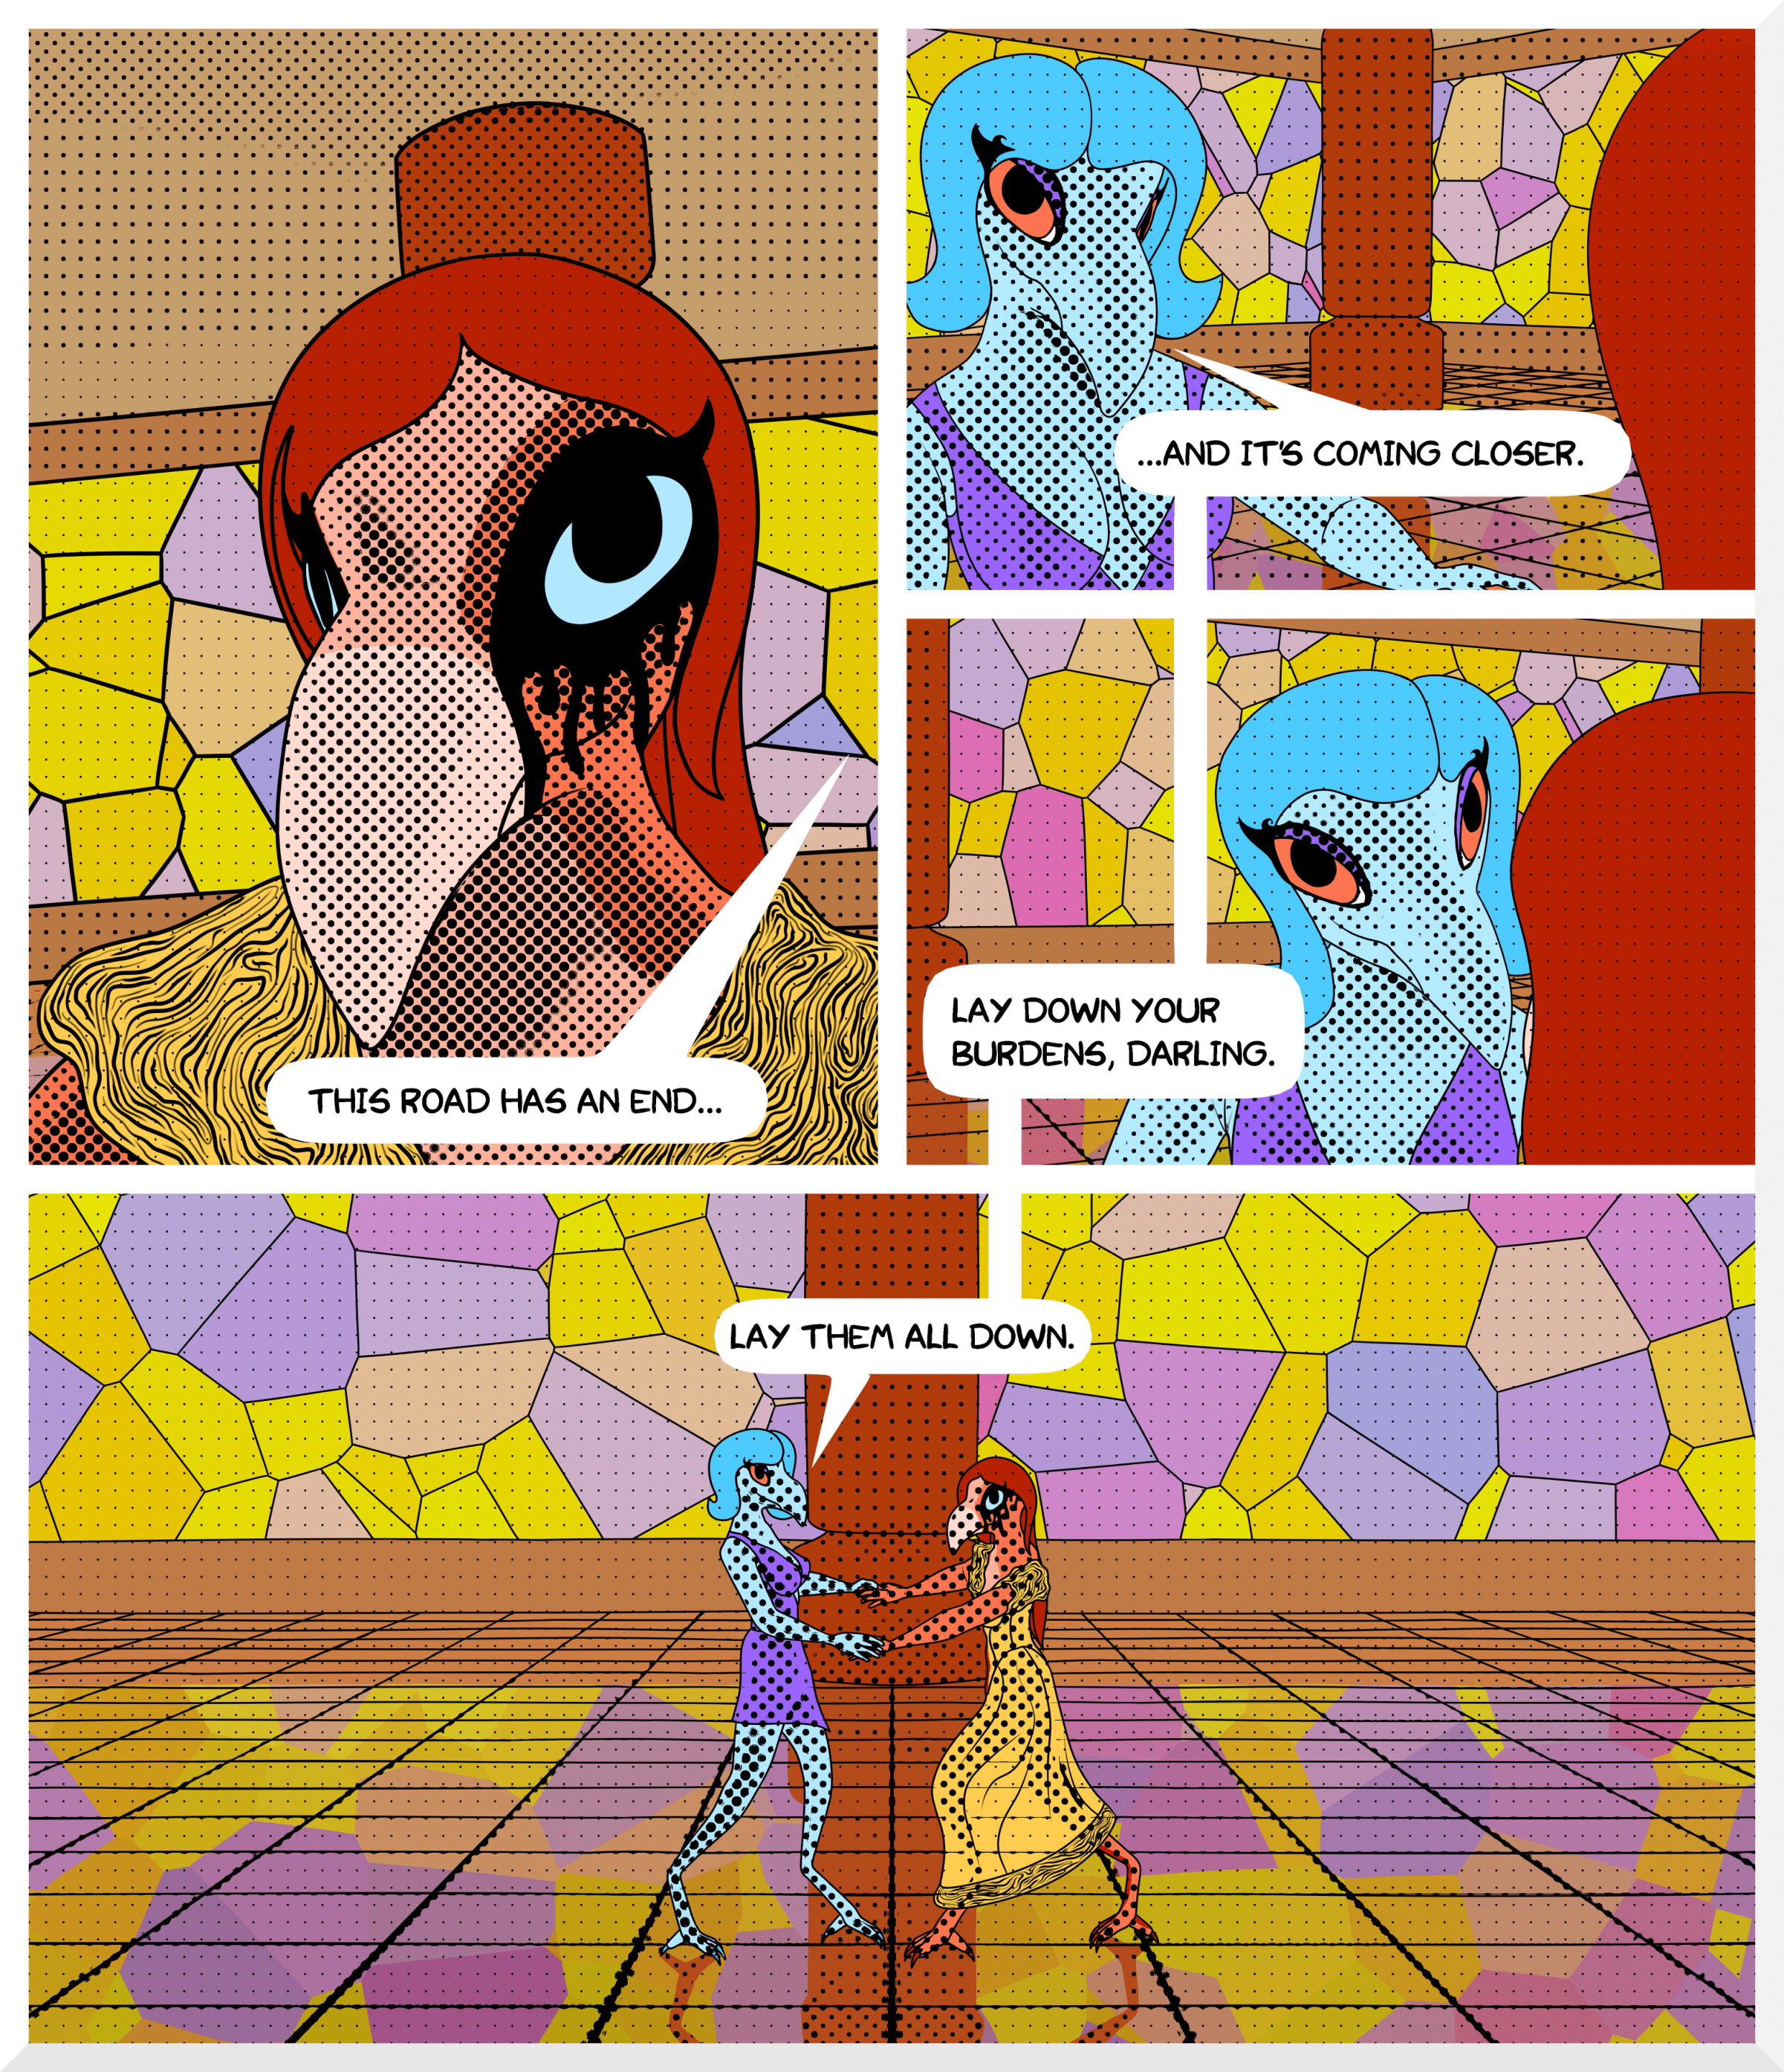 THIS ROAD HAS AN END...
...AND IT'S COMING CLOSER.
LAY DOWN YOUR
BURDENS, DARLING.
LAY THEM ALL DOWN.